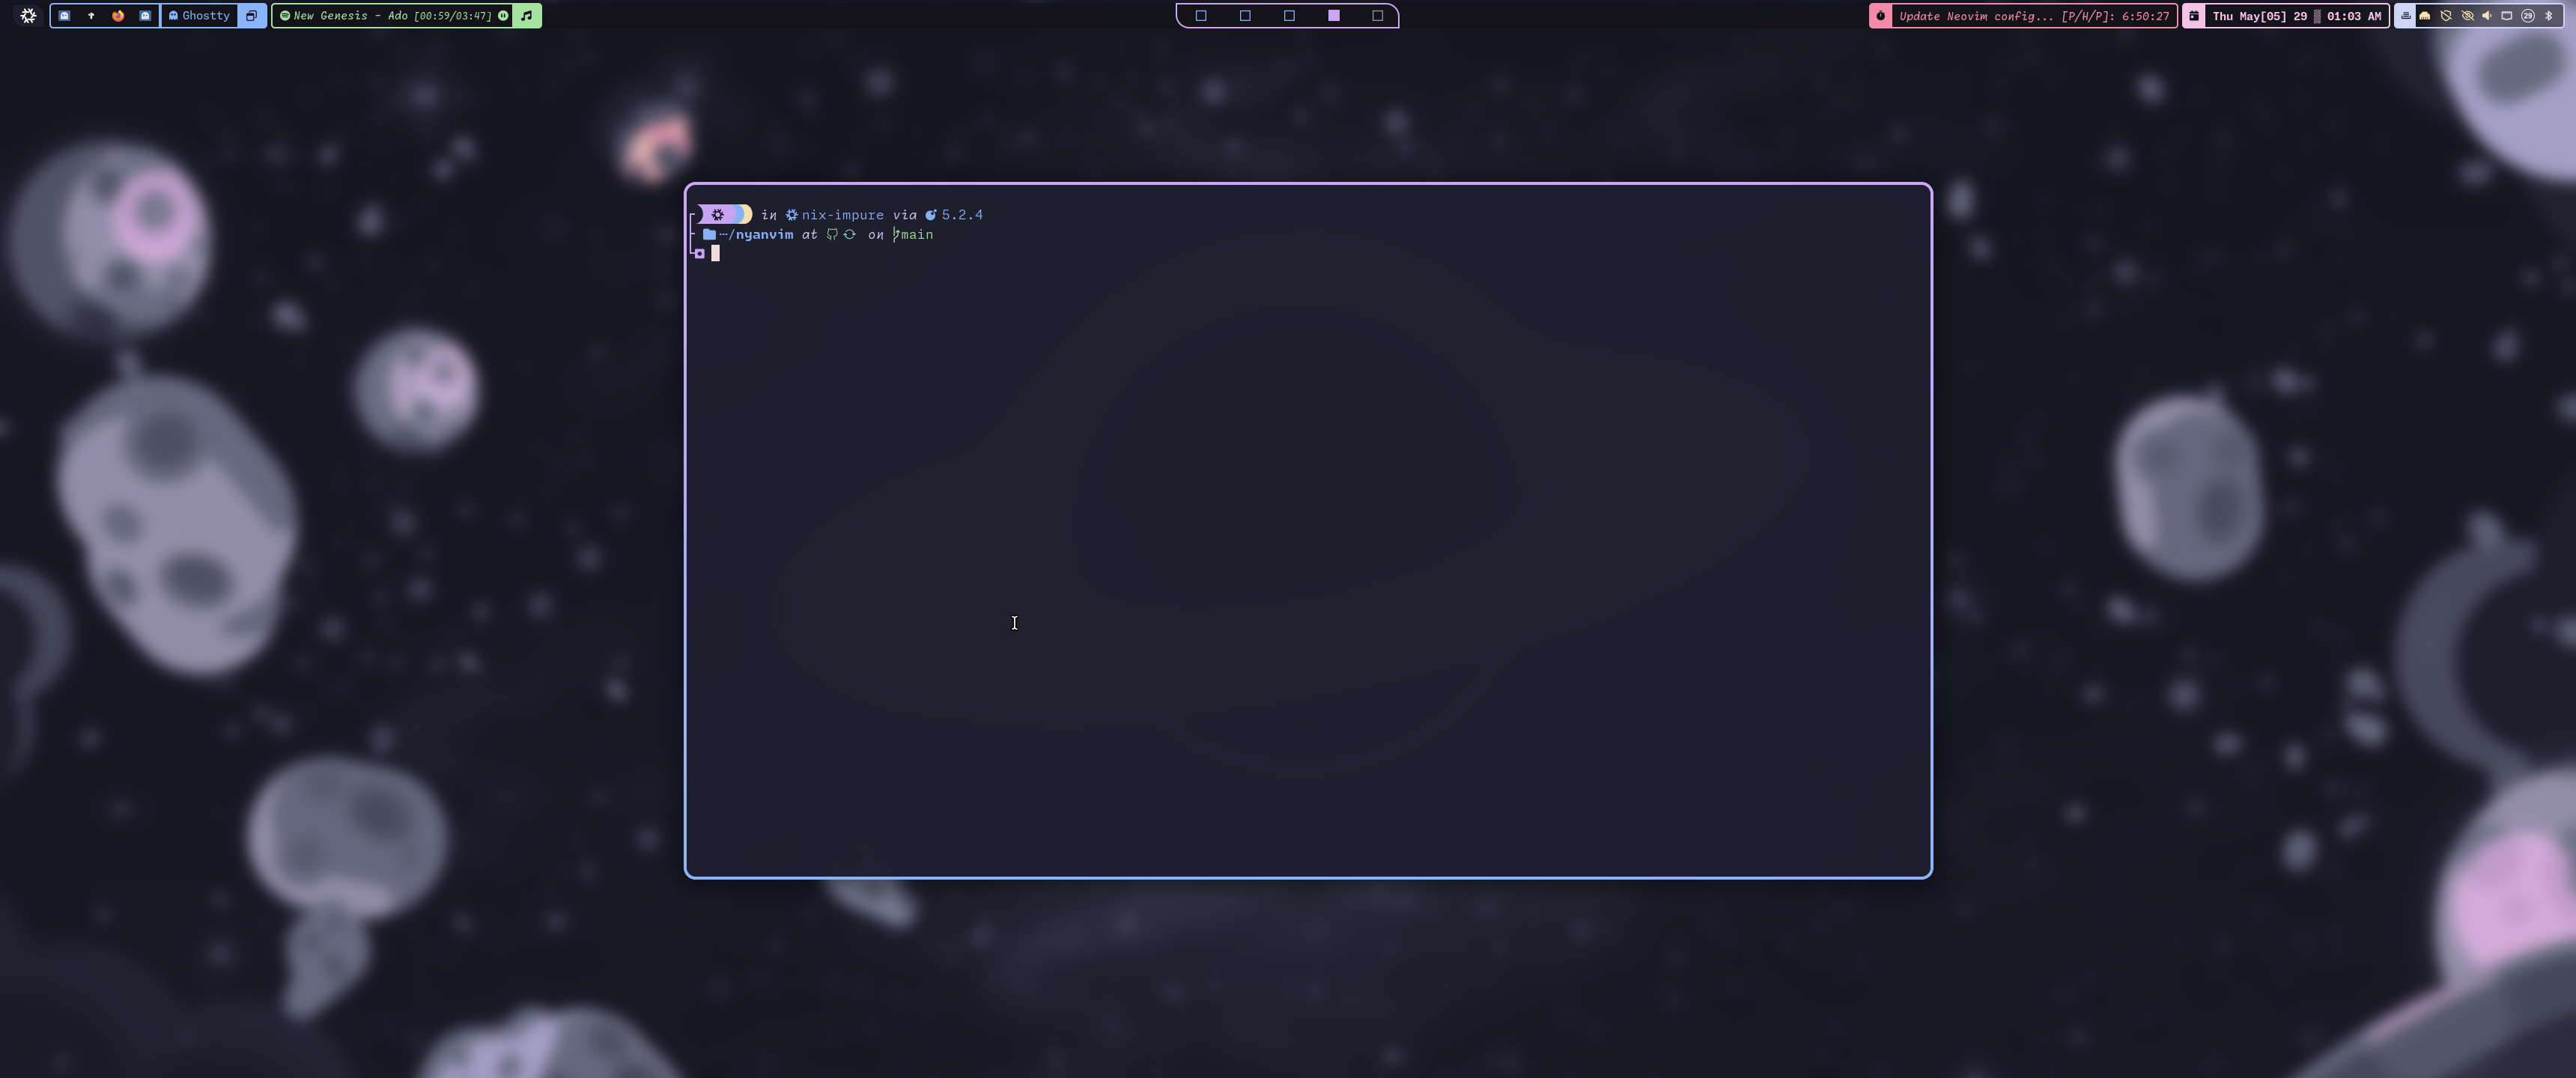 Ghostty
New Genesis - Ado [00:59/03:47]
Update Neovim config... [P/H/P]: 6:50:27
Thu May[05] 29 ▒ 01:03 AM
29
in nix-impure via 5.2.4
…/nyanvim at on main